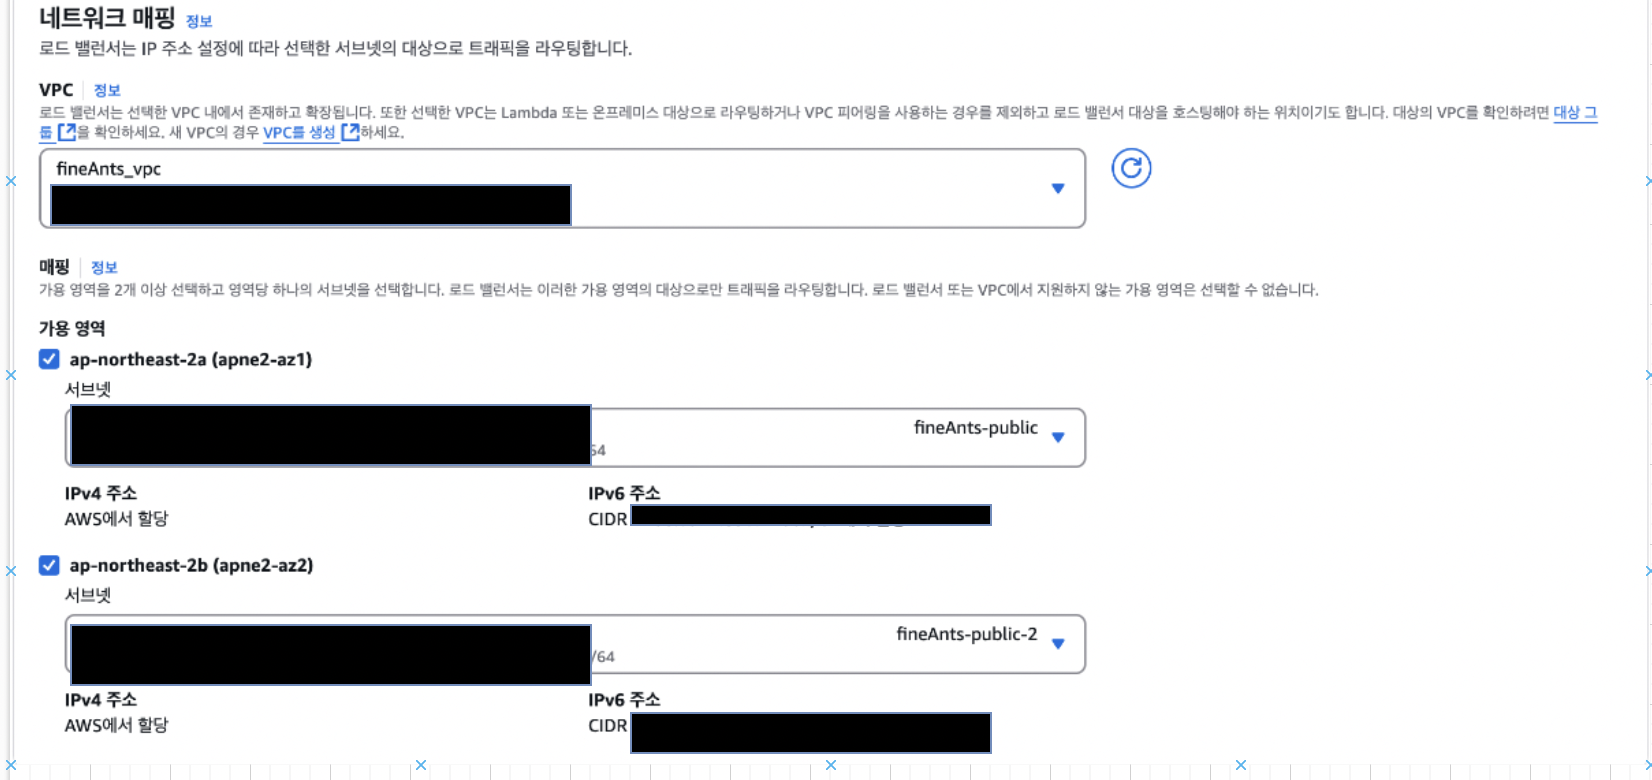 네트워크 매핑 정보
로드 밸런서는 IP 주소 설정에 따라 선택한 서브넷의 대상으로 트래픽을 라우팅합니다.
VPC 정보
로드 밸런서는 선택한 VPC 내에서 존재하고 확장됩니다. 또한 선택한 VPC는 Lambda 또는 온프레미스 대상으로 라우팅하거나 VPC 피어링을 사용하는 경우를 제외하고 로드 밸런서 대상을 호스팅해야 하는 위치이기도 합니다. 대상의 VPC를 확인하려면 대상 그
룹을 확인하세요. 새 VPC의 경우 VPC를 생성하세요.
fineAnts_vpc
매핑 정보
가용 영역을 2개 이상 선택하고 영역당 하나의 서브넷을 선택합니다. 로드 밸런서는 이러한 가용 영역의 대상으로만 트래픽을 라우팅합니다. 로드 밸런서 또는 VPC에서 지원하지 않는 가용 영역은 선택할 수 없습니다.
가용 영역
ap-northeast-2a (apne2-az1)
서브넷
fineAnts-public
64
IPv4 주소 IPv6 주소
AWS에서 할당 CIDR
ap-northeast-2b (apne2-az2)
서브넷
fineAnts-public-2
/64
IPv4 주소 IPv6 주소
AWS에서 할당 CIDR